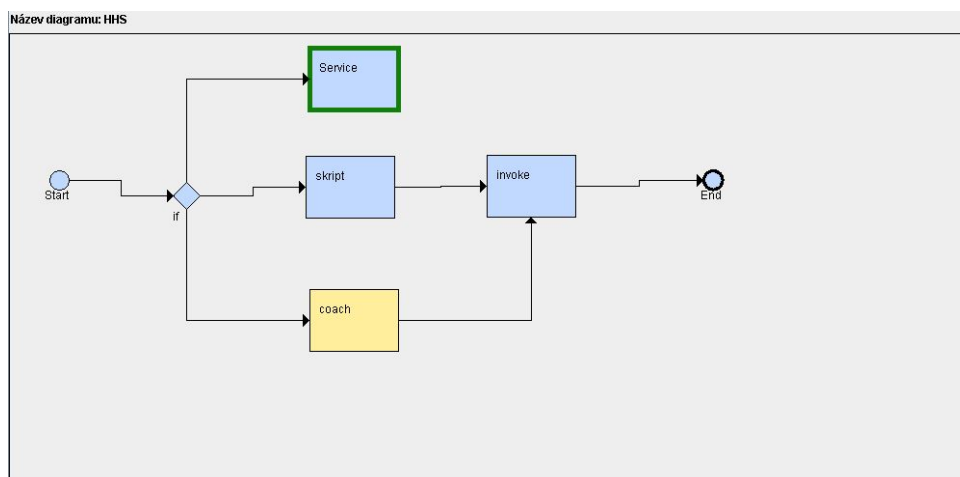 Název diagramu: HHS
Service
skript
invoke
Start
End
if
coach